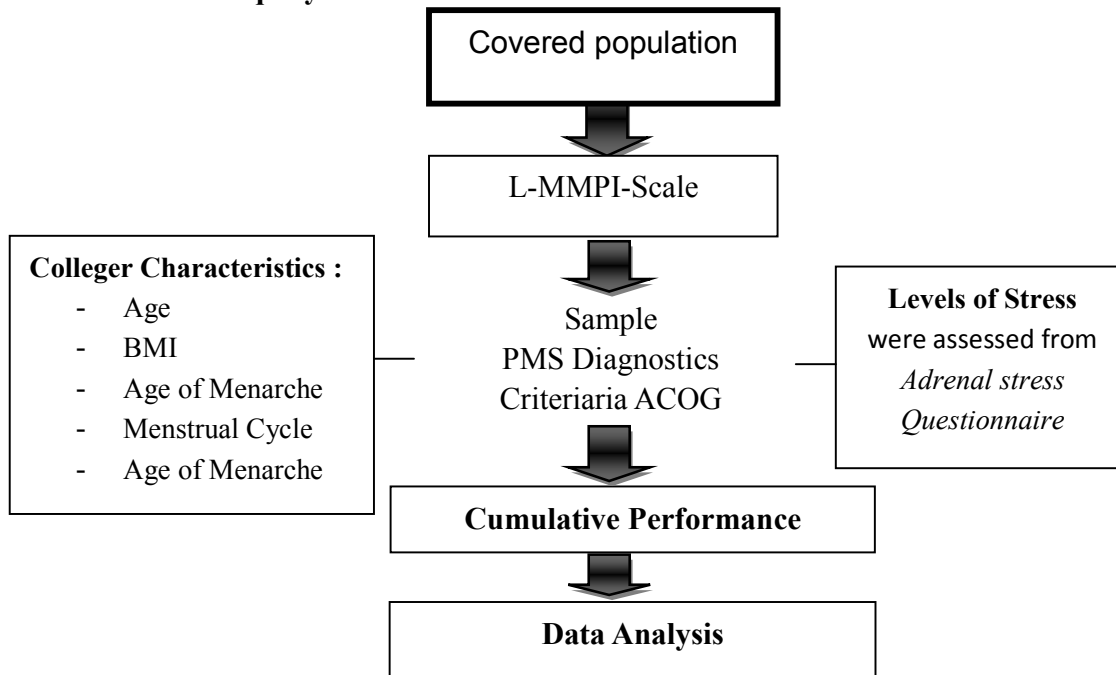 Covered population
L-MMPI-Scale
Colleger Characteristics :
- Age
- BMI
- Age of Menarche
- Menstrual Cycle
- Age of Menarche
Sample
PMS Diagnostics
Criteriaria ACOG
Levels of Stress
were assessed from
Adrenal stress
Questionnaire
Cumulative Performance
Data Analysis